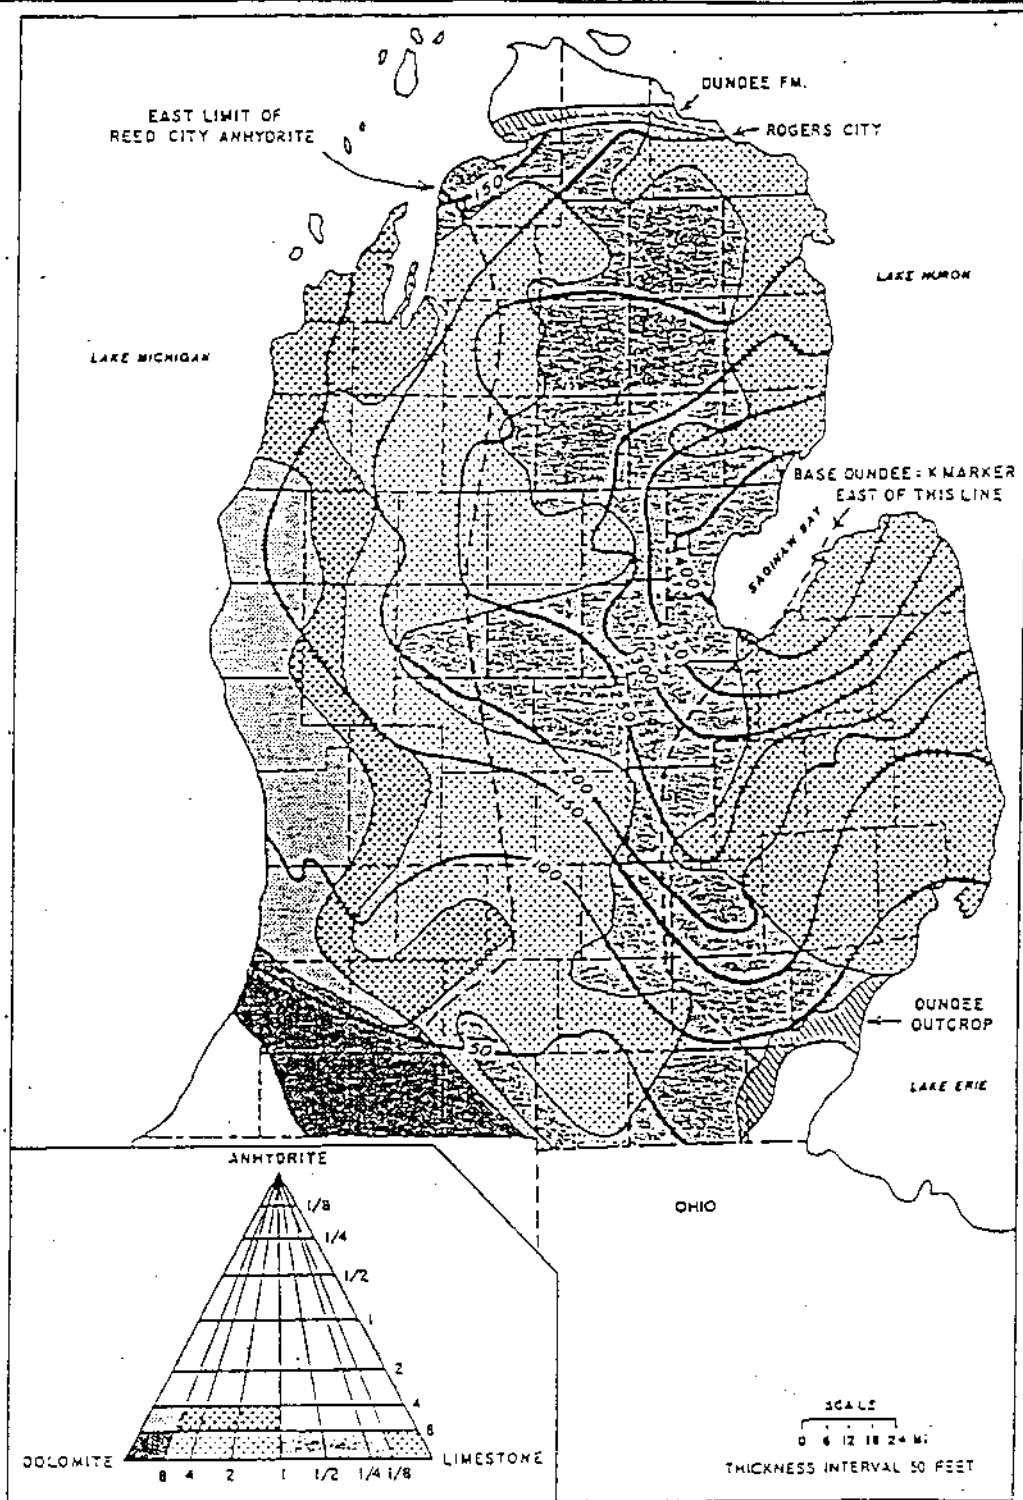 DUNDEE FM.
EAST LIMIT OF
REED CITY ANHYDRITE
ROGERS CITY
150
LAKE HURON
LAKE MICHIGAN
BASE DUNDEE = K MARKER
EAST OF THIS LINE
SAGINAW BAY
400
150
100
50
DUNDEE
OUTCROP
LAKE ERIE
OHIO
ANHYDRITE
1/8
1/4
1/2
1
2
4
8
DOLOMITE
LIMESTONE
8 4 2 1 1/2 1/4 1/8
SCALE
0 6 12 18 24 MI
THICKNESS INTERVAL 50 FEET